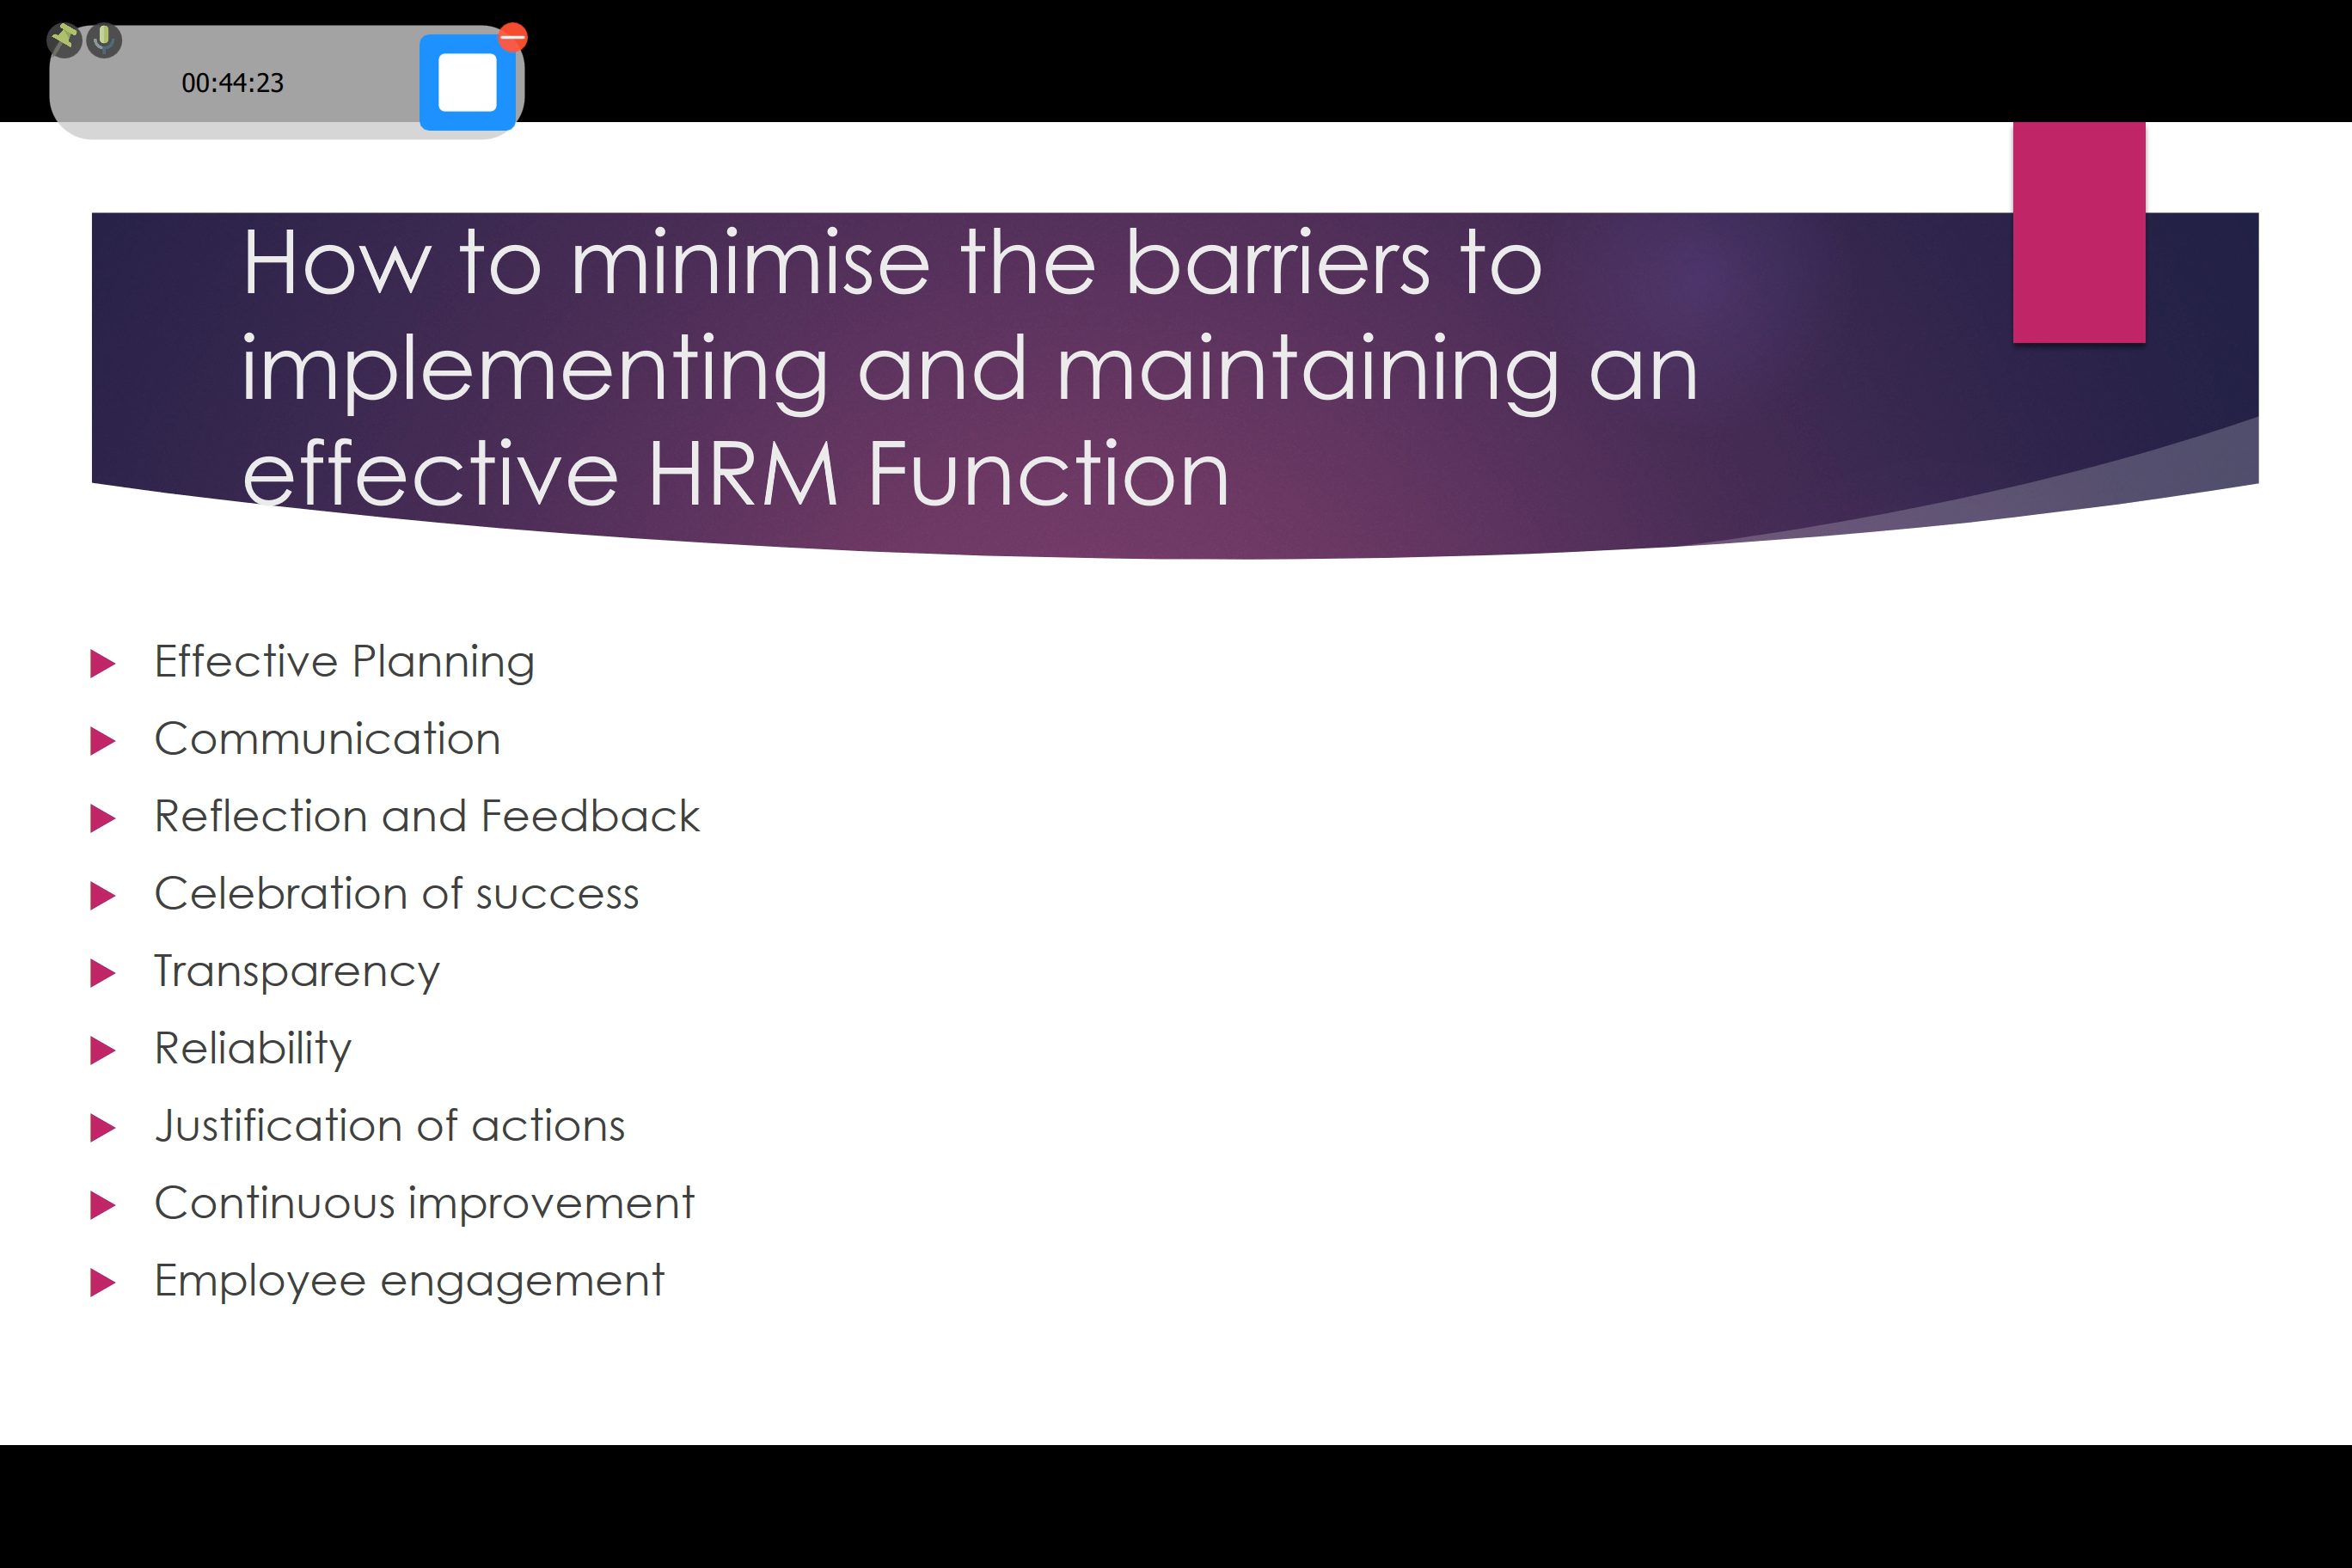 00:44:23
How to minimise the barriers to
implementing and maintaining an
effective HRM Function
Effective Planning
Communication
Reflection and Feedback
Celebration of success
Transparency
Reliability
Justification of actions
Continuous improvement
Employee engagement